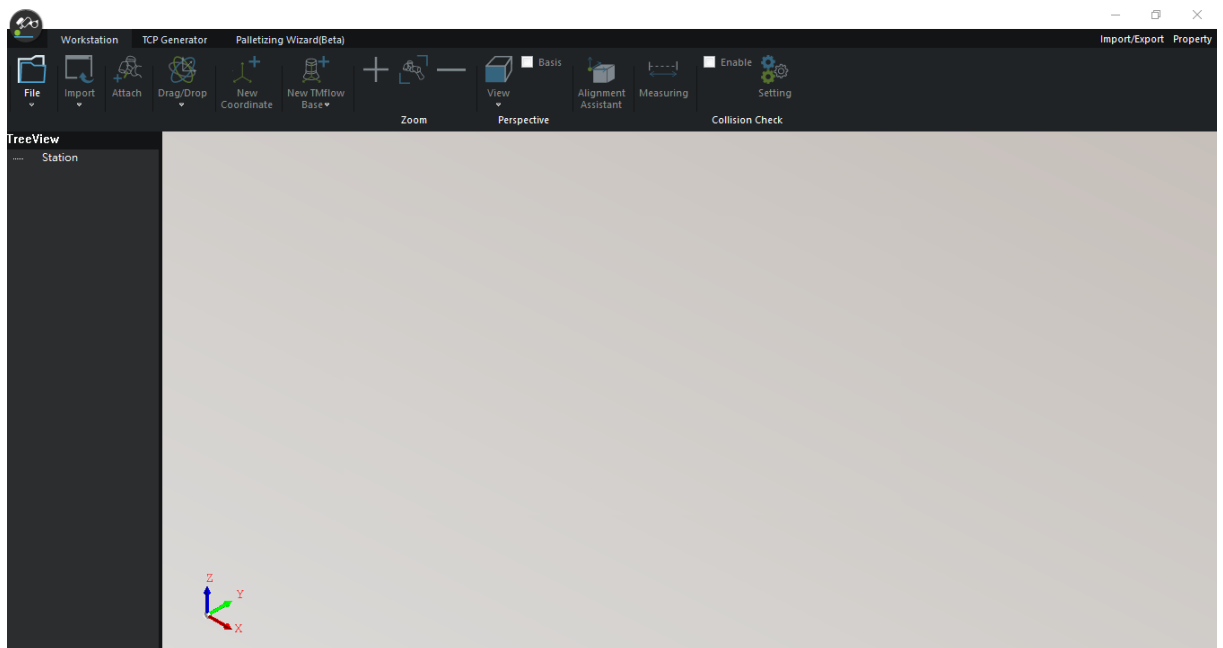 Workstation TCP Generator Palletizing Wizard(Beta) Import/Export Property
File Import Attach Drag/Drop New Coordinate New TMflow Base View Basis Alignment Assistant Measuring Enable Setting
Zoom Perspective Collision Check
TreeView
Station
Z
Y
X